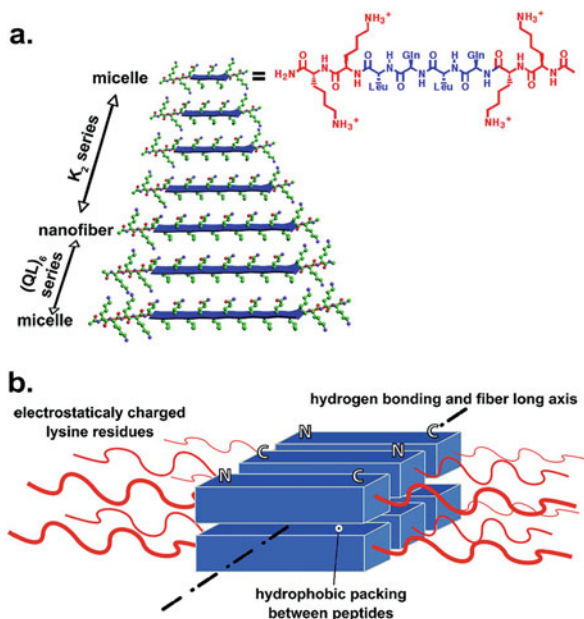 a.
micelle
=
H₂N
O
NH₃⁺
NH₃⁺
O
H
N
N
H
O
Leu
H
N
O
Gln
N
H
O
Leu
H
N
O
Gln
N
H
O
H
N
O
N
H
O
NH₃⁺
NH₃⁺
K₂ series
nanofiber
(QL)₆
series
micelle
b.
hydrogen bonding and fiber long axis
electrostaticaly charged
lysine residues
N
C
C
N
N
C
hydrophobic packing
between peptides